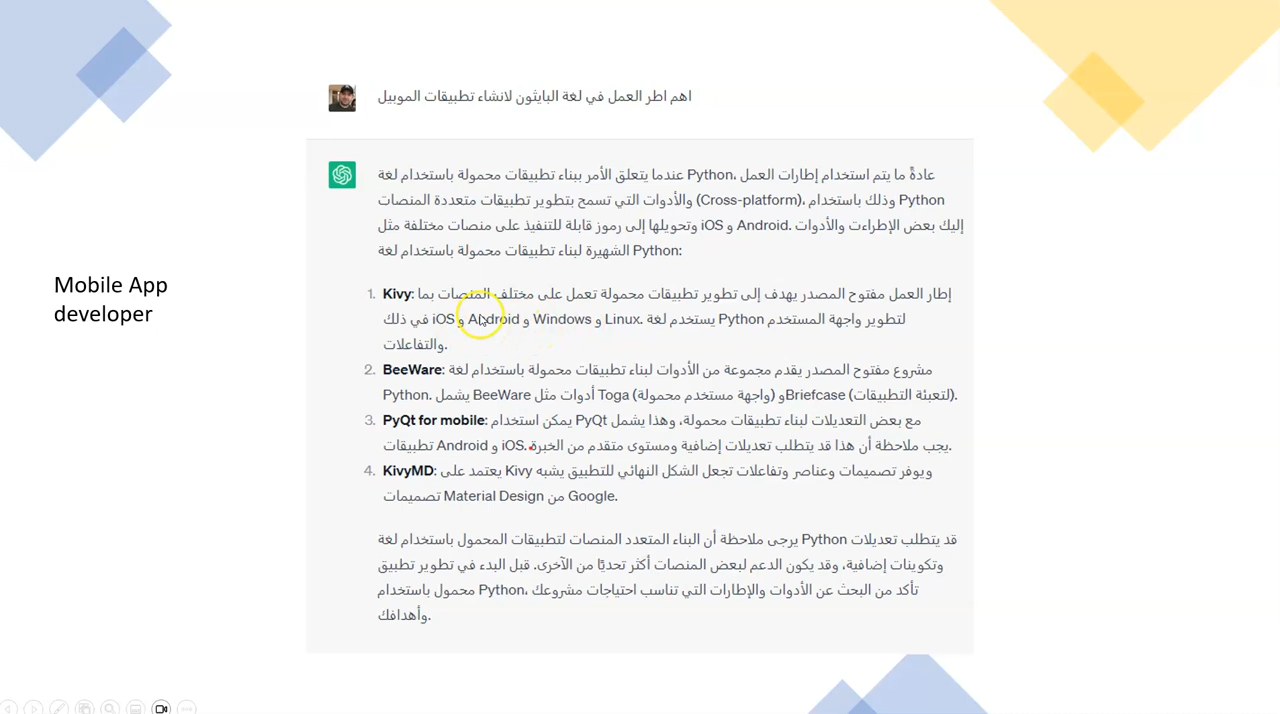 Mobile App
developer
اهم اطر العمل في لغة البايثون لانشاء تطبيقات الموبيل
عندما يتعلق الأمر ببناء تطبيقات محمولة باستخدام لغة Python، عادةً ما يتم استخدام إطارات العمل
والأدوات التي تسمح بتطوير تطبيقات متعددة المنصات (Cross-platform)، وذلك باستخدام Python
وتحويلها إلى رموز قابلة للتنفيذ على منصات مختلفة مثل iOS و Android. إليك بعض الإطراءت والأدوات
الشهيرة لبناء تطبيقات محمولة باستخدام لغة Python:
1. Kivy: إطار العمل مفتوح المصدر يهدف إلى تطوير تطبيقات محمولة تعمل على مختلف المنصات بما
في ذلك iOS و Android و Windows و Linux. يستخدم لغة Python لتطوير واجهة المستخدم
والتفاعلات.
2. BeeWare: مشروع مفتوح المصدر يقدم مجموعة من الأدوات لبناء تطبيقات محمولة باستخدام لغة
Python. يشمل BeeWare أدوات مثل Toga (واجهة مستخدم محمولة) وBriefcase (لتعبئة التطبيقات).
3. PyQt for mobile: يمكن استخدام PyQt مع بعض التعديلات لبناء تطبيقات محمولة، وهذا يشمل
تطبيقات Android و iOS. يجب ملاحظة أن هذا قد يتطلب تعديلات إضافية ومستوى متقدم من الخبرة.
4. KivyMD: يعتمد على Kivy ويوفر تصميمات وعناصر وتفاعلات تجعل الشكل النهائي للتطبيق يشبه
تصميمات Material Design من Google.
يرجى ملاحظة أن البناء المتعدد المنصات لتطبيقات المحمول باستخدام لغة Python قد يتطلب تعديلات
وتكوينات إضافية، وقد يكون الدعم لبعض المنصات أكثر تحديًا من الآخرى. قبل البدء في تطوير تطبيق
محمول باستخدام Python، تأكد من البحث عن الأدوات والإطارات التي تناسب احتياجات مشروعك
وأهدافك.